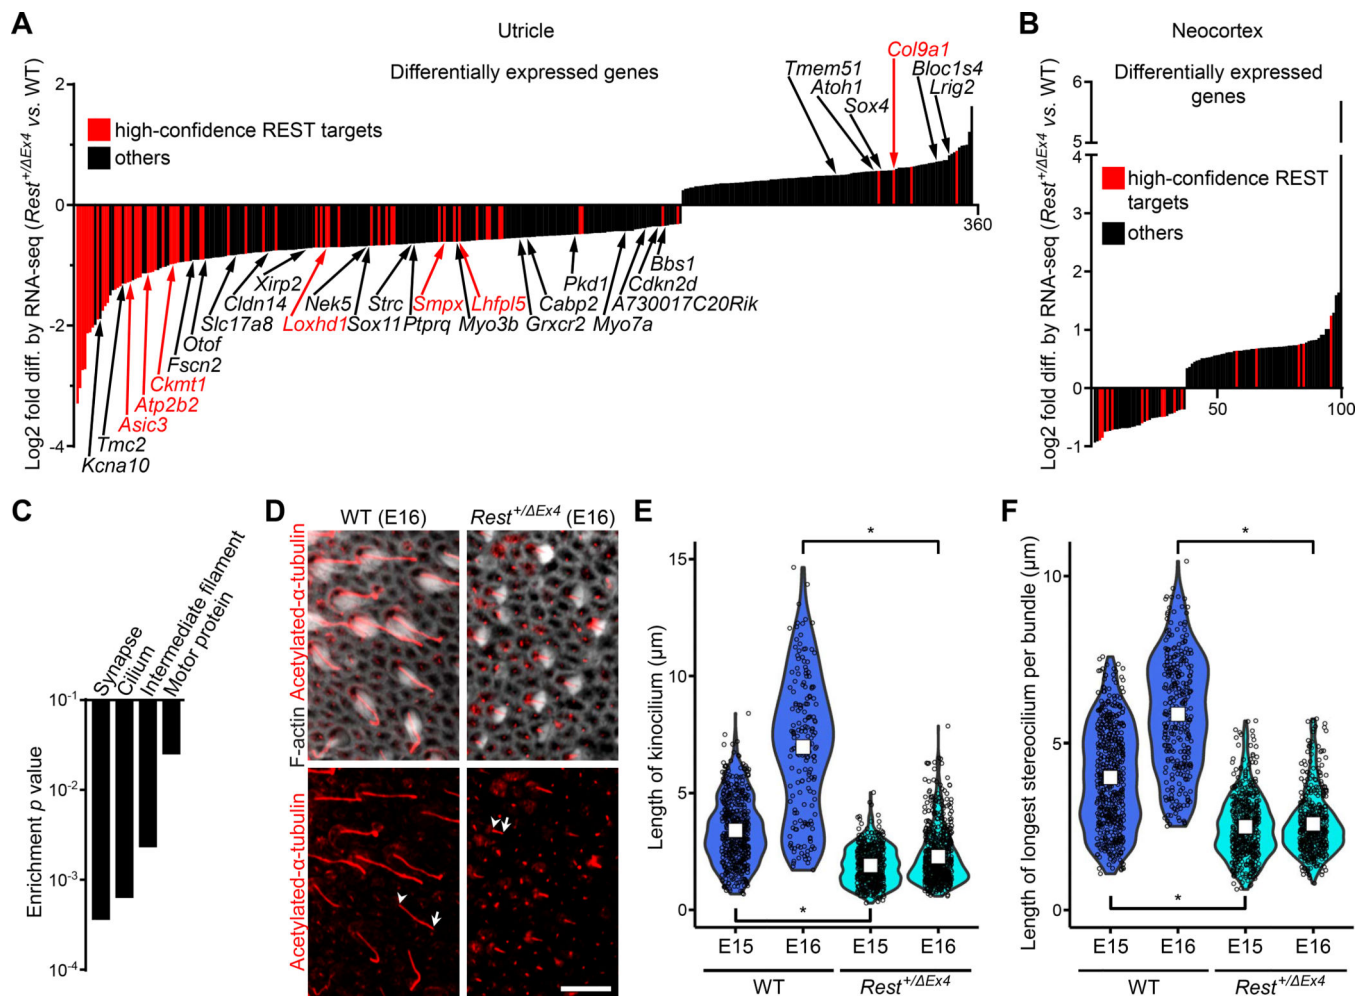 A
Utricle
Differentially expressed genes
Log2 fold diff. by RNA-seq (Rest+/ΔEx4 vs. WT)
2
0
-2
-4
360
high-confidence REST targets
others
Tmem51
Atoh1
Sox4
Col9a1
Bloc1s4
Lrig2
Kcna10
Tmc2
Asic3
Atp2b2
Ckmt1
Fscn2
Otof
Slc17a8
Cldn14
Xirp2
Loxhd1
Nek5
Sox11
Strc
Ptprq
Smpx
Myo3b
Lhfpl5
Grxcr2
Cabp2
Pkd1
Myo7a
A730017C20Rik
Cdkn2d
Bbs1
B
Neocortex
Differentially expressed
genes
Log2 fold diff. by RNA-seq (Rest+/ΔEx4 vs. WT)
6
5
4
3
2
1
0
-1
50
100
high-confidence REST
targets
others
C
Synapse
Cilium
Intermediate filament
Motor protein
Enrichment p value
10-1
10-2
10-3
10-4
D
WT (E16)
Rest+/ΔEx4 (E16)
F-actin Acetylated-α-tubulin
Acetylated-α-tubulin
E
Length of kinocilium (µm)
15
10
5
0
*
*
E15
E16
E15
E16
WT
Rest+/ΔEx4
F
Length of longest stereocilium per bundle (µm)
10
5
0
*
*
E15
E16
E15
E16
WT
Rest+/ΔEx4